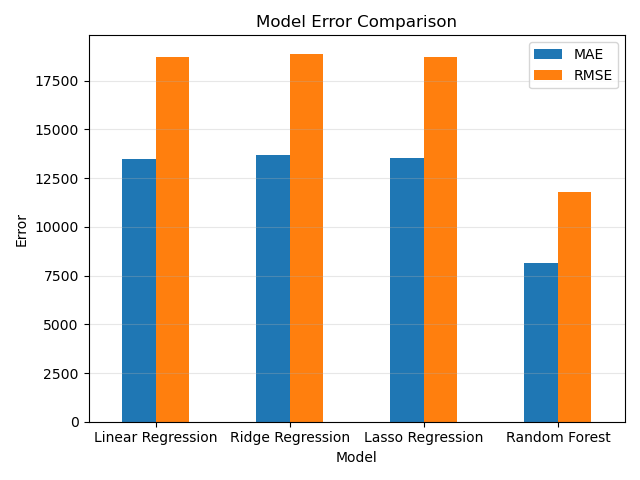 Model Error Comparison
MAE
RMSE
17500
15000
12500
10000
7500
5000
2500
0
Error
Linear Regression
Ridge Regression
Lasso Regression
Random Forest
Model